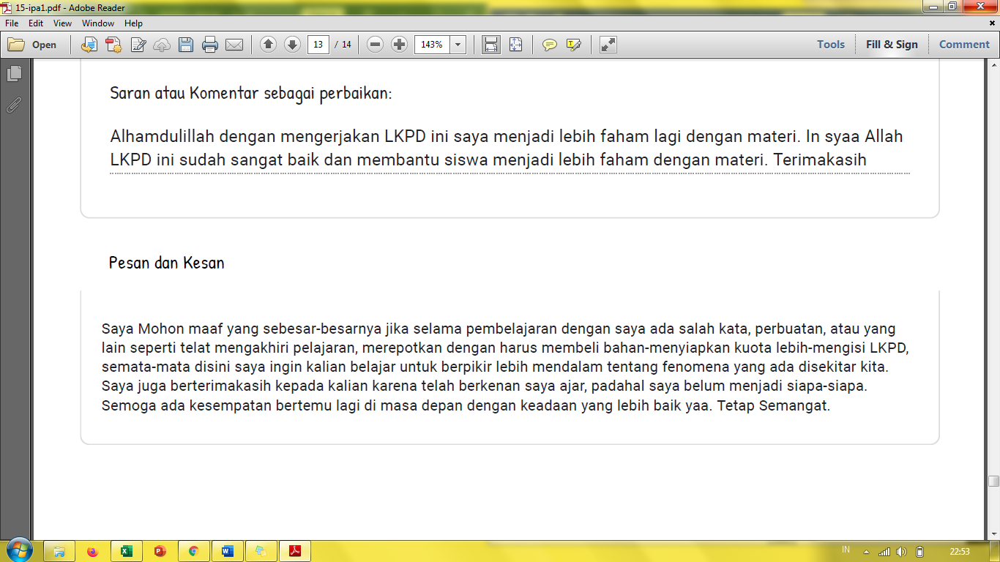 15-ipa1.pdf - Adobe Reader
File Edit View Window Help
Open 13 / 14 143% Tools Fill & Sign Comment
Saran atau Komentar sebagai perbaikan:
Alhamdulillah dengan mengerjakan LKPD ini saya menjadi lebih faham lagi dengan materi. In syaa Allah
LKPD ini sudah sangat baik dan membantu siswa menjadi lebih faham dengan materi. Terimakasih
Pesan dan Kesan
Saya Mohon maaf yang sebesar-besarnya jika selama pembelajaran dengan saya ada salah kata, perbuatan, atau yang
lain seperti telat mengakhiri pelajaran, merepotkan dengan harus membeli bahan-menyiapkan kuota lebih-mengisi LKPD,
semata-mata disini saya ingin kalian belajar untuk berpikir lebih mendalam tentang fenomena yang ada disekitar kita.
Saya juga berterimakasih kepada kalian karena telah berkenan saya ajar, padahal saya belum menjadi siapa-siapa.
Semoga ada kesempatan bertemu lagi di masa depan dengan keadaan yang lebih baik yaa. Tetap Semangat.
IN 22:53